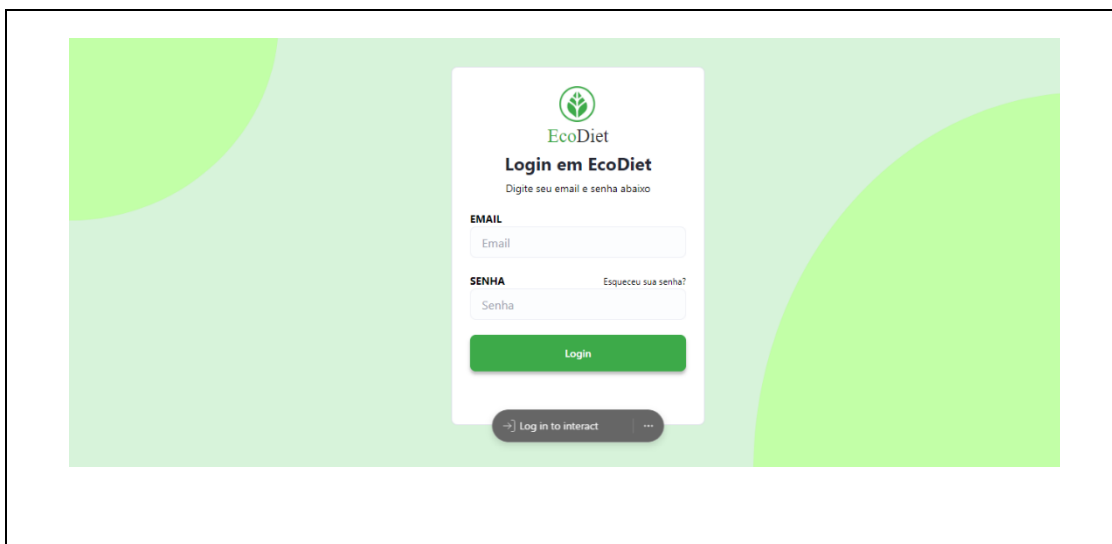 EcoDiet
Login em EcoDiet
Digite seu email e senha abaixo
EMAIL
Email
SENHA Esqueceu sua senha?
Senha
Login
Log in to interact ...